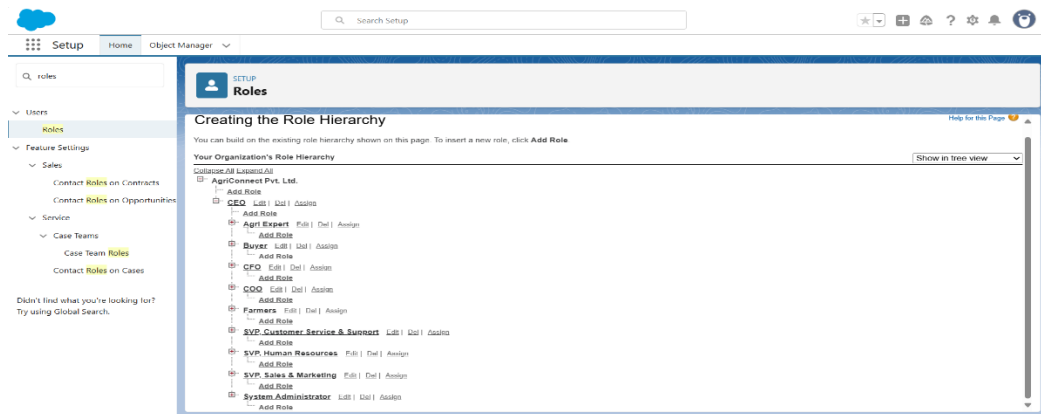 Search Setup
Setup
Home
Object Manager
roles
Users
Roles
Feature Settings
Sales
Contact Roles on Contracts
Contact Roles on Opportunities
Service
Case Teams
Case Team Roles
Contact Roles on Cases
Didn't find what you're looking for?
Try using Global Search.
SETUP
Roles
Creating the Role Hierarchy
Help for this Page
You can build on the existing role hierarchy shown on this page. To insert a new role, click Add Role.
Your Organization's Role Hierarchy
Show in tree view
Collapse All Expand All
AgriConnect Pvt. Ltd.
Add Role
CEO Edit | Del | Assign
Add Role
Agri Expert Edit | Del | Assign
Add Role
Buyer Edit | Del | Assign
Add Role
CFO Edit | Del | Assign
Add Role
COO Edit | Del | Assign
Add Role
Farmers Edit | Del | Assign
Add Role
SVP, Customer Service & Support Edit | Del | Assign
Add Role
SVP, Human Resources Edit | Del | Assign
Add Role
SVP, Sales & Marketing Edit | Del | Assign
Add Role
System Administrator Edit | Del | Assign
Add Role